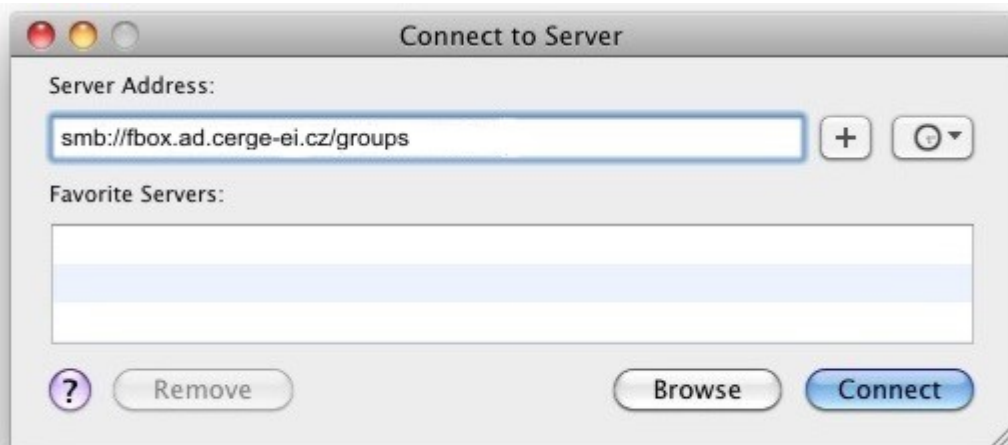 Connect to Server
Server Address:
smb://fbox.ad.cerge-ei.cz/groups
+
Favorite Servers:
? Remove Browse Connect